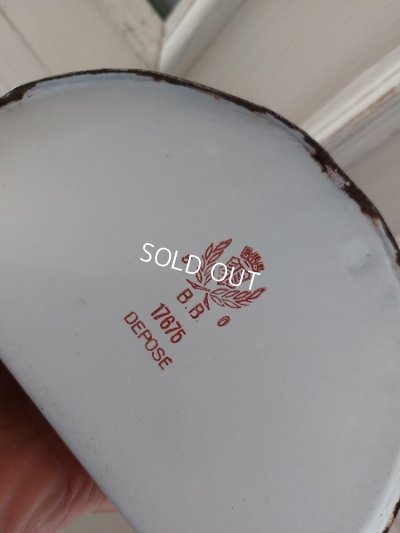 SOLD OUT
B.B.
17675
DEPOSE